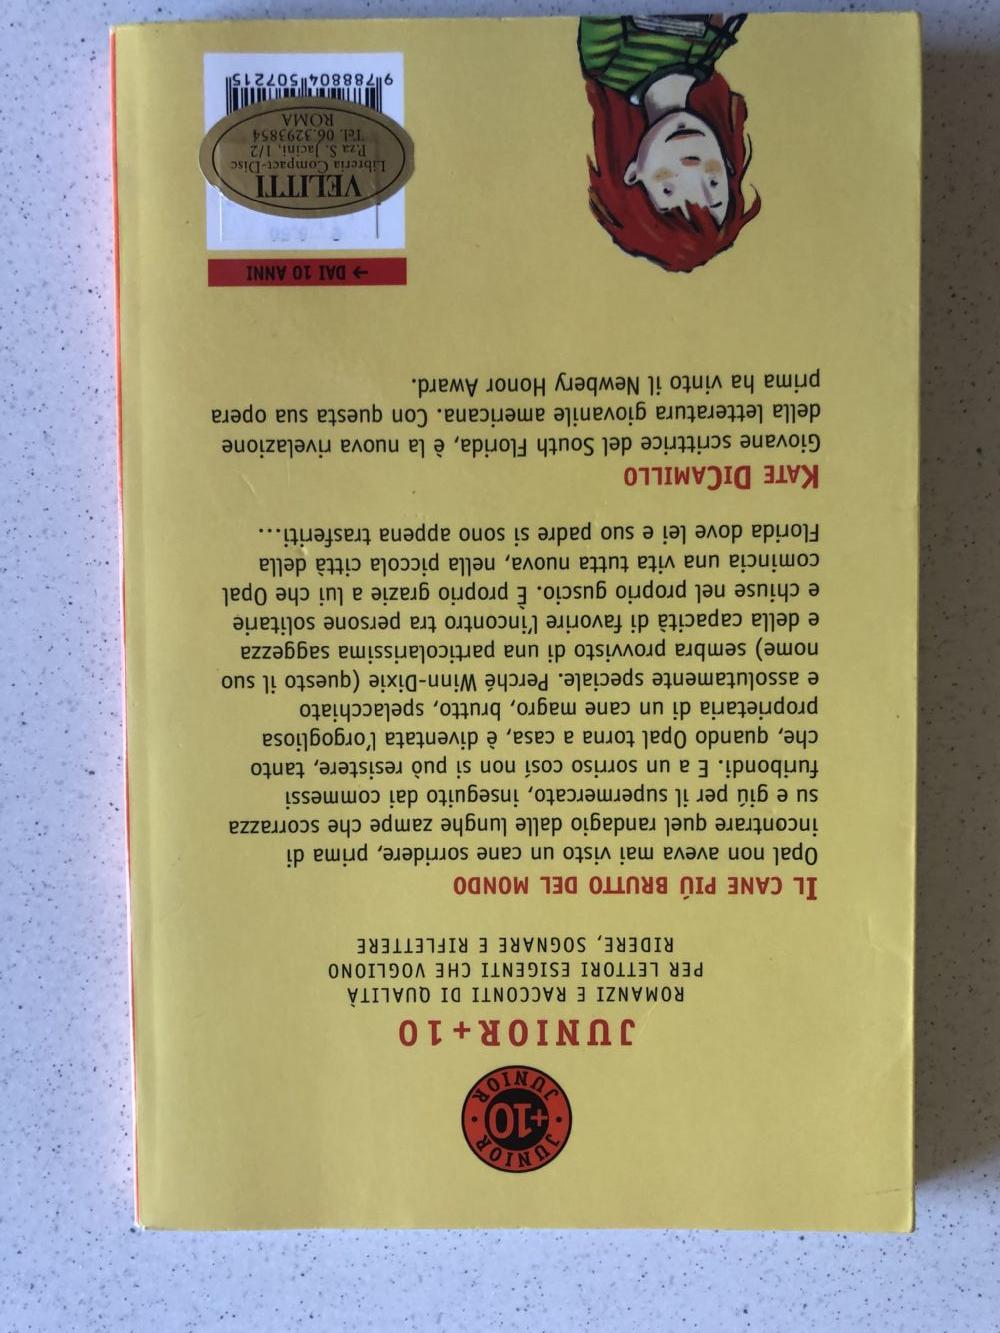 JUNIOR
+10
JUNIOR
JUNIOR+10
ROMANZI E RACCONTI DI QUALITÀ
PER LETTORI ESIGENTI CHE VOGLIONO
RIDERE, SOGNARE E RIFLETTERE
IL CANE PIÚ BRUTTO DEL MONDO
Opal non aveva mai visto un cane sorridere, prima di
incontrare quel randagio dalle lunghe zampe che scorrazza
su e giú per il supermercato, inseguito dai commessi
furibondi. E a un sorriso cosí non si può resistere, tanto
che, quando Opal torna a casa, è diventata l'orgogliosa
proprietaria di un cane magro, brutto, spelacchiato
e assolutamente speciale. Perché Winn-Dixie (questo il suo
nome) sembra provvisto di una particolarissima saggezza
e della capacità di favorire l'incontro tra persone solitarie
e chiuse nel proprio guscio. È proprio grazie a lui che Opal
comincia una vita tutta nuova, nella piccola città della
Florida dove lei e suo padre si sono appena trasferiti...
KATE DICAMILLO
Giovane scrittrice del South Florida, è la nuova rivelazione
della letteratura giovanile americana. Con questa sua opera
prima ha vinto il Newbery Honor Award.
→ DAI 10 ANNI
€ 6,50
VELITTI
Libreria Compact-Disc
P.za S. Jacini, 1/2
Tel. 06.3293854
ROMA
9 788804 507215